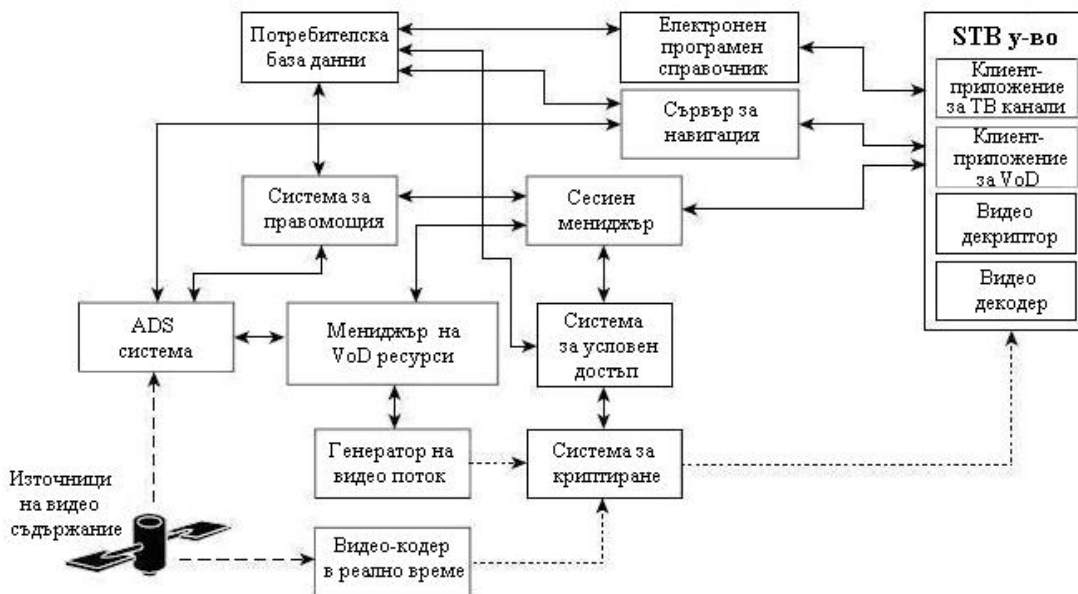 Потребителска
база данни
Електронен
програмен
справочник
STB у-во
Клиент-
приложение
за ТВ канали
Сървър за
навигация
Клиент-
приложение
за VoD
Система за
правомощия
Сесиен
мениджър
Видео
декриптор
Видео
декодер
ADS
система
Мениджър на
VoD ресурси
Система
за условен
достъп
Генератор на
видео поток
Система за
криптиране
Източници
на видео
съдържание
Видео-кодер
в реално време